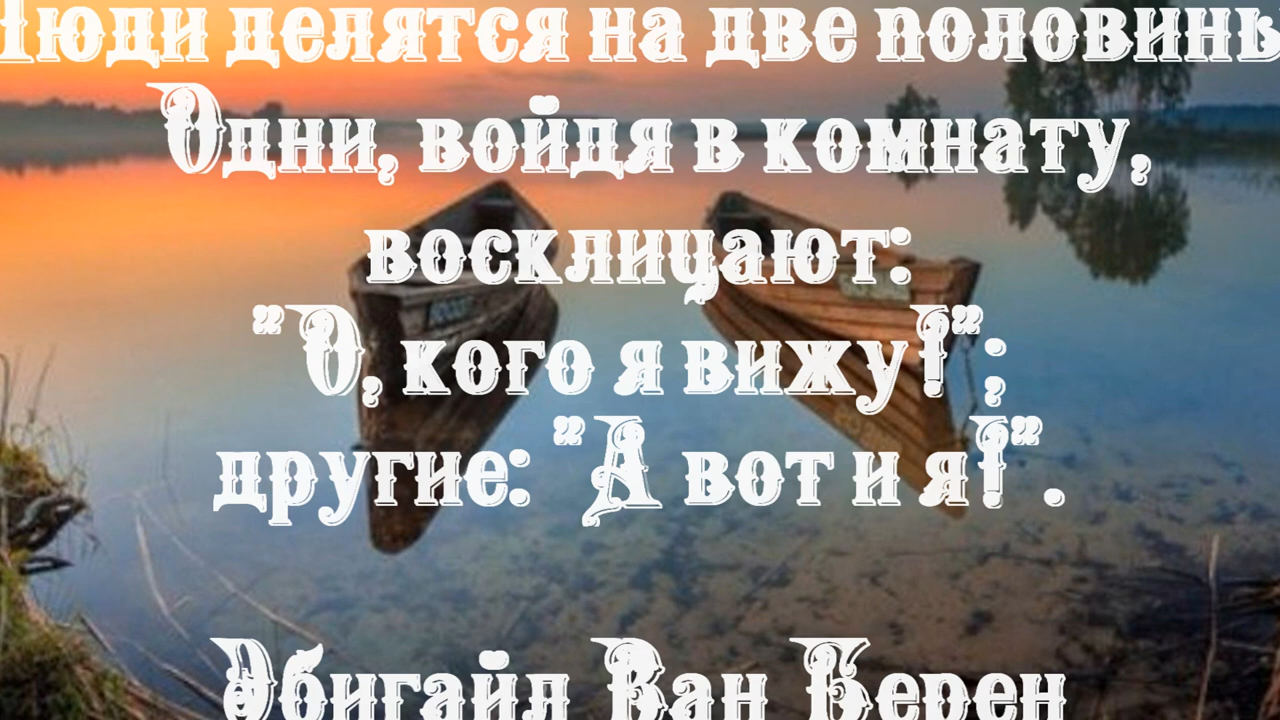 Люди делятся на две половины
Одни, войдя в комнату,
восклицают:
"О, кого я вижу!";
другие: "А вот и я!".
Эбигайл Ван Берен